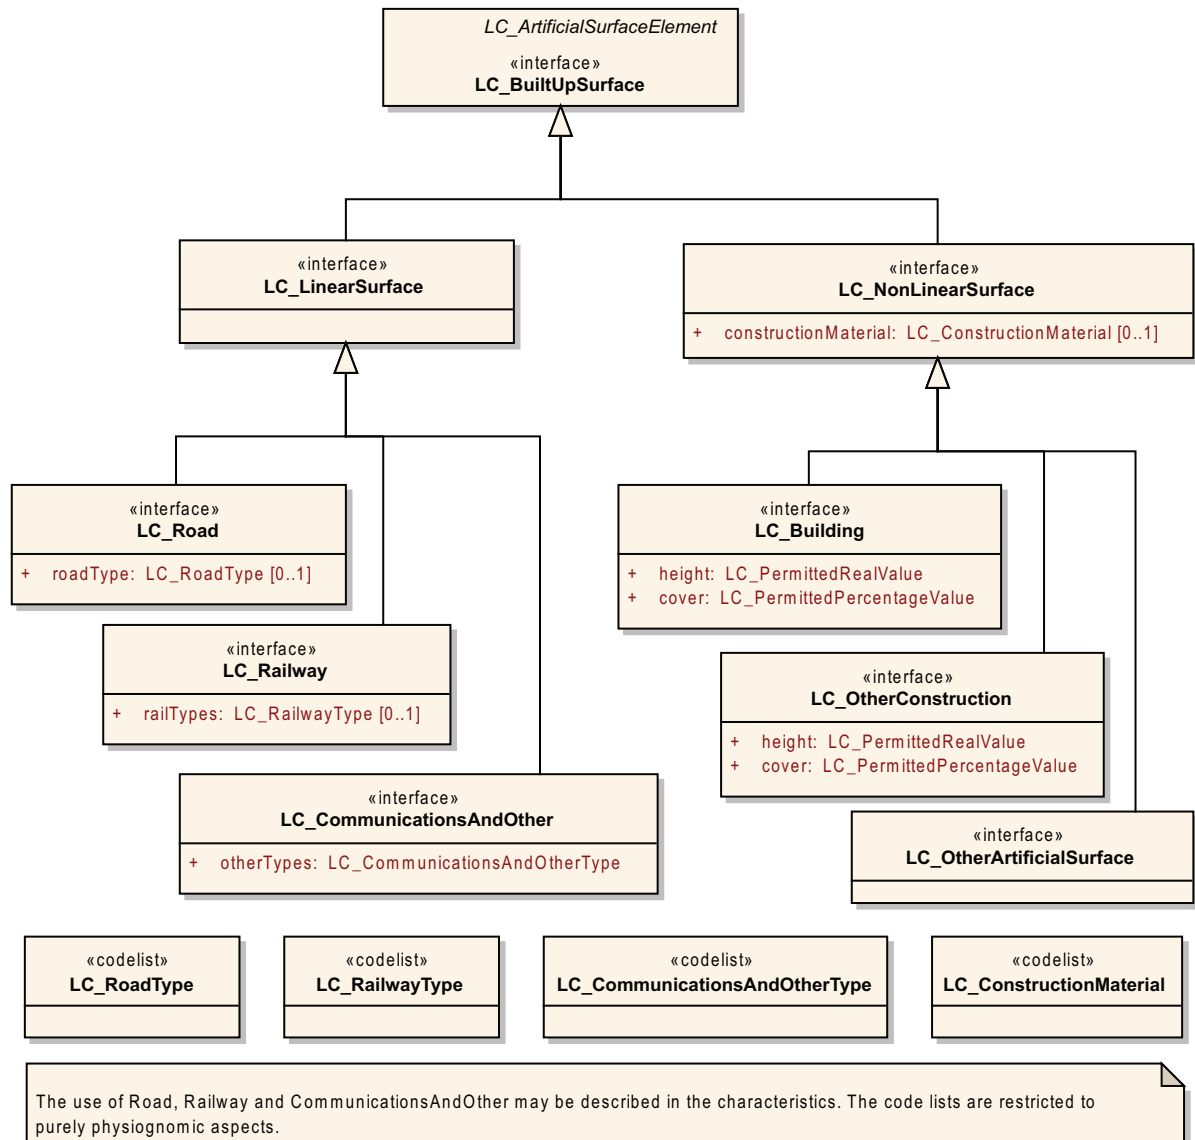 LC_ArtificialSurfaceElement
«interface»
LC_BuiltUpSurface
«interface»
LC_LinearSurface
«interface»
LC_NonLinearSurface
+ constructionMaterial: LC_ConstructionMaterial [0..1]
«interface»
LC_Road
+ roadType: LC_RoadType [0..1]
«interface»
LC_Building
+ height: LC_PermittedRealValue
+ cover: LC_PermittedPercentageValue
«interface»
LC_Railway
+ railTypes: LC_RailwayType [0..1]
«interface»
LC_OtherConstruction
+ height: LC_PermittedRealValue
+ cover: LC_PermittedPercentageValue
«interface»
LC_CommunicationsAndOther
+ otherTypes: LC_CommunicationsAndOtherType
«interface»
LC_OtherArtificialSurface
«codelist»
LC_RoadType
«codelist»
LC_RailwayType
«codelist»
LC_CommunicationsAndOtherType
«codelist»
LC_ConstructionMaterial
The use of Road, Railway and CommunicationsAndOther may be described in the characteristics. The code lists are restricted to
purely physiognomic aspects.